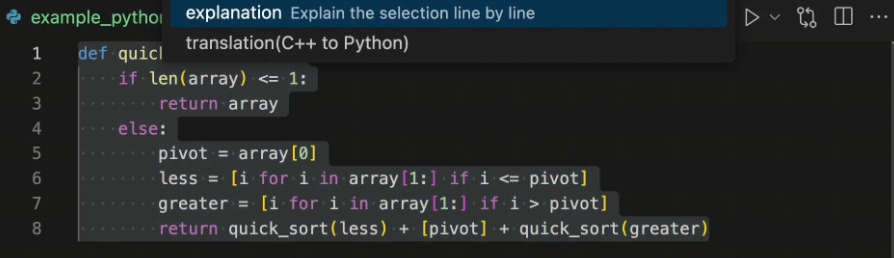 example_pytho
explanation Explain the selection line by line
translation(C++ to Python)
1 def quic
2 if len(array) <= 1:
3 return array
4 else:
5 pivot = array[0]
6 less = [i for i in array[1:] if i <= pivot]
7 greater = [i for i in array[1:] if i > pivot]
8 return quick_sort(less) + [pivot] + quick_sort(greater)